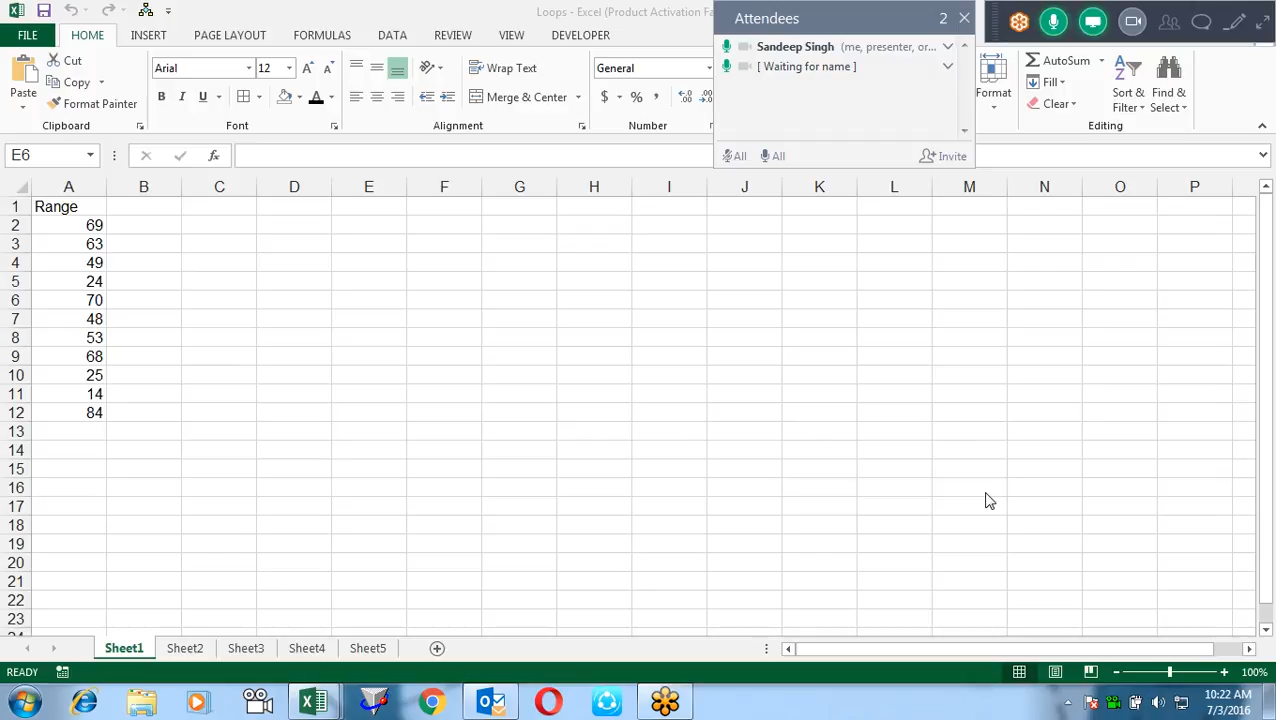 Loops - Excel (Product Activation Fa
Attendees 2
Sandeep Singh (me, presenter, or...
[ Waiting for name ]
All All Invite
FILE HOME INSERT PAGE LAYOUT FORMULAS DATA REVIEW VIEW DEVELOPER
Paste
Cut
Copy
Format Painter
Clipboard
Arial 12
B I U A
Font
Wrap Text
Merge & Center
Alignment
General
$ % ,
Number
Format
AutoSum
Fill
Clear
Sort &
Filter
Find &
Select
Editing
E6 fx
A B C D E F G H I J K L M N O P
1 Range
2 69
3 63
4 49
5 24
6 70
7 48
8 53
9 68
10 25
11 14
12 84
13
14
15
16
17
18
19
20
21
22
23
24
Sheet1 Sheet2 Sheet3 Sheet4 Sheet5
READY 100%
10:22 AM
7/3/2016